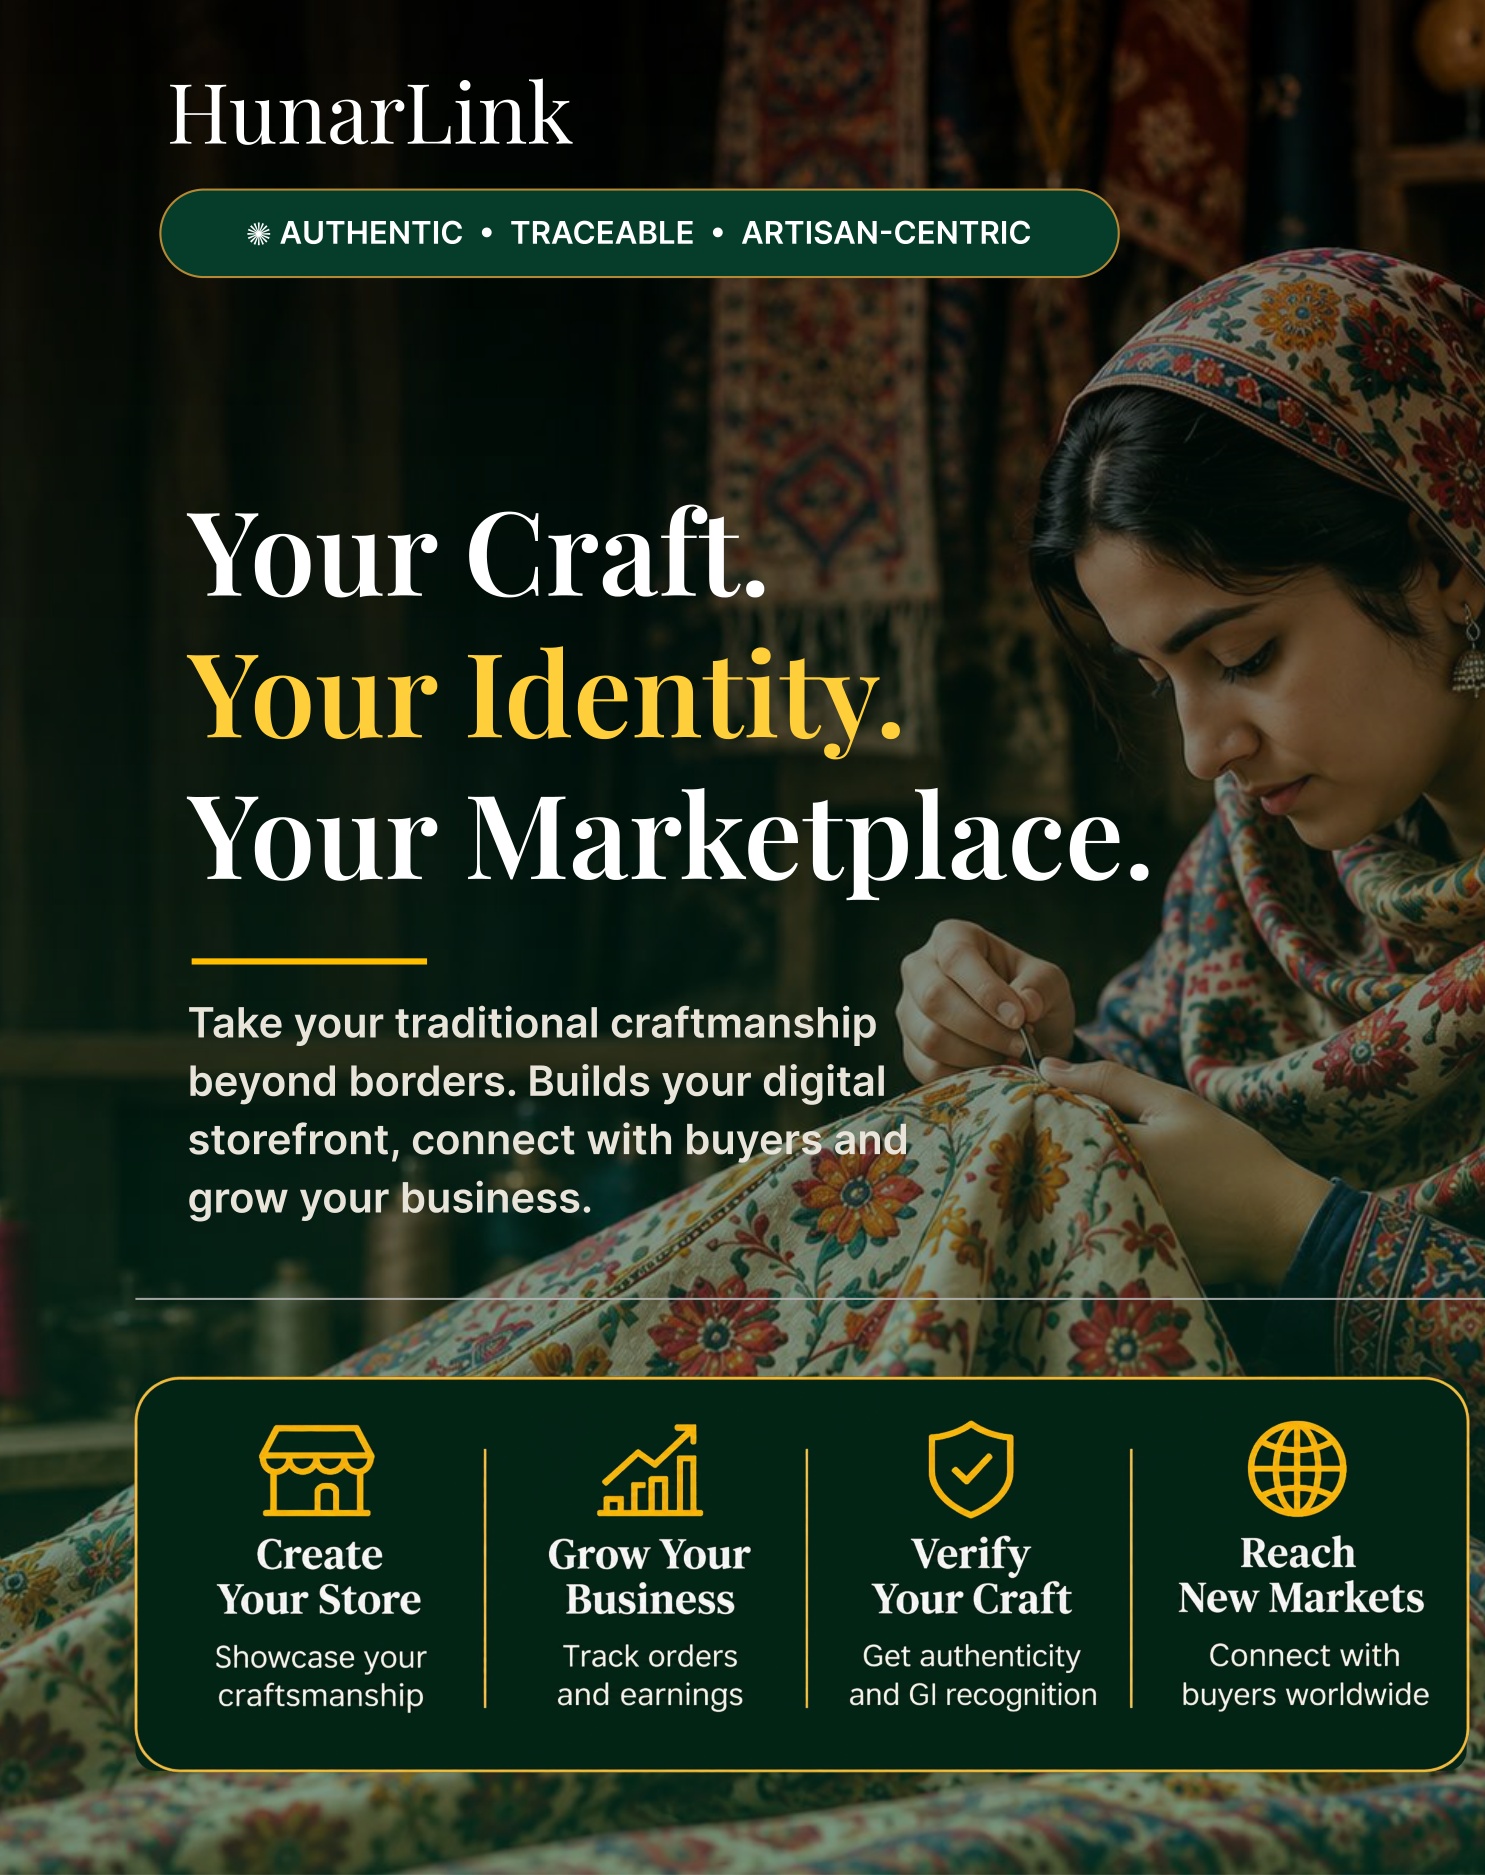 HunarLink
AUTHENTIC • TRACEABLE • ARTISAN-CENTRIC
Your Craft.
Your Identity.
Your Marketplace.
Take your traditional craftmanship
beyond borders. Builds your digital
storefront, connect with buyers and
grow your business.
Create
Your Store
Showcase your
craftsmanship
Grow Your
Business
Track orders
and earnings
Verify
Your Craft
Get authenticity
and GI recognition
Reach
New Markets
Connect with
buyers worldwide